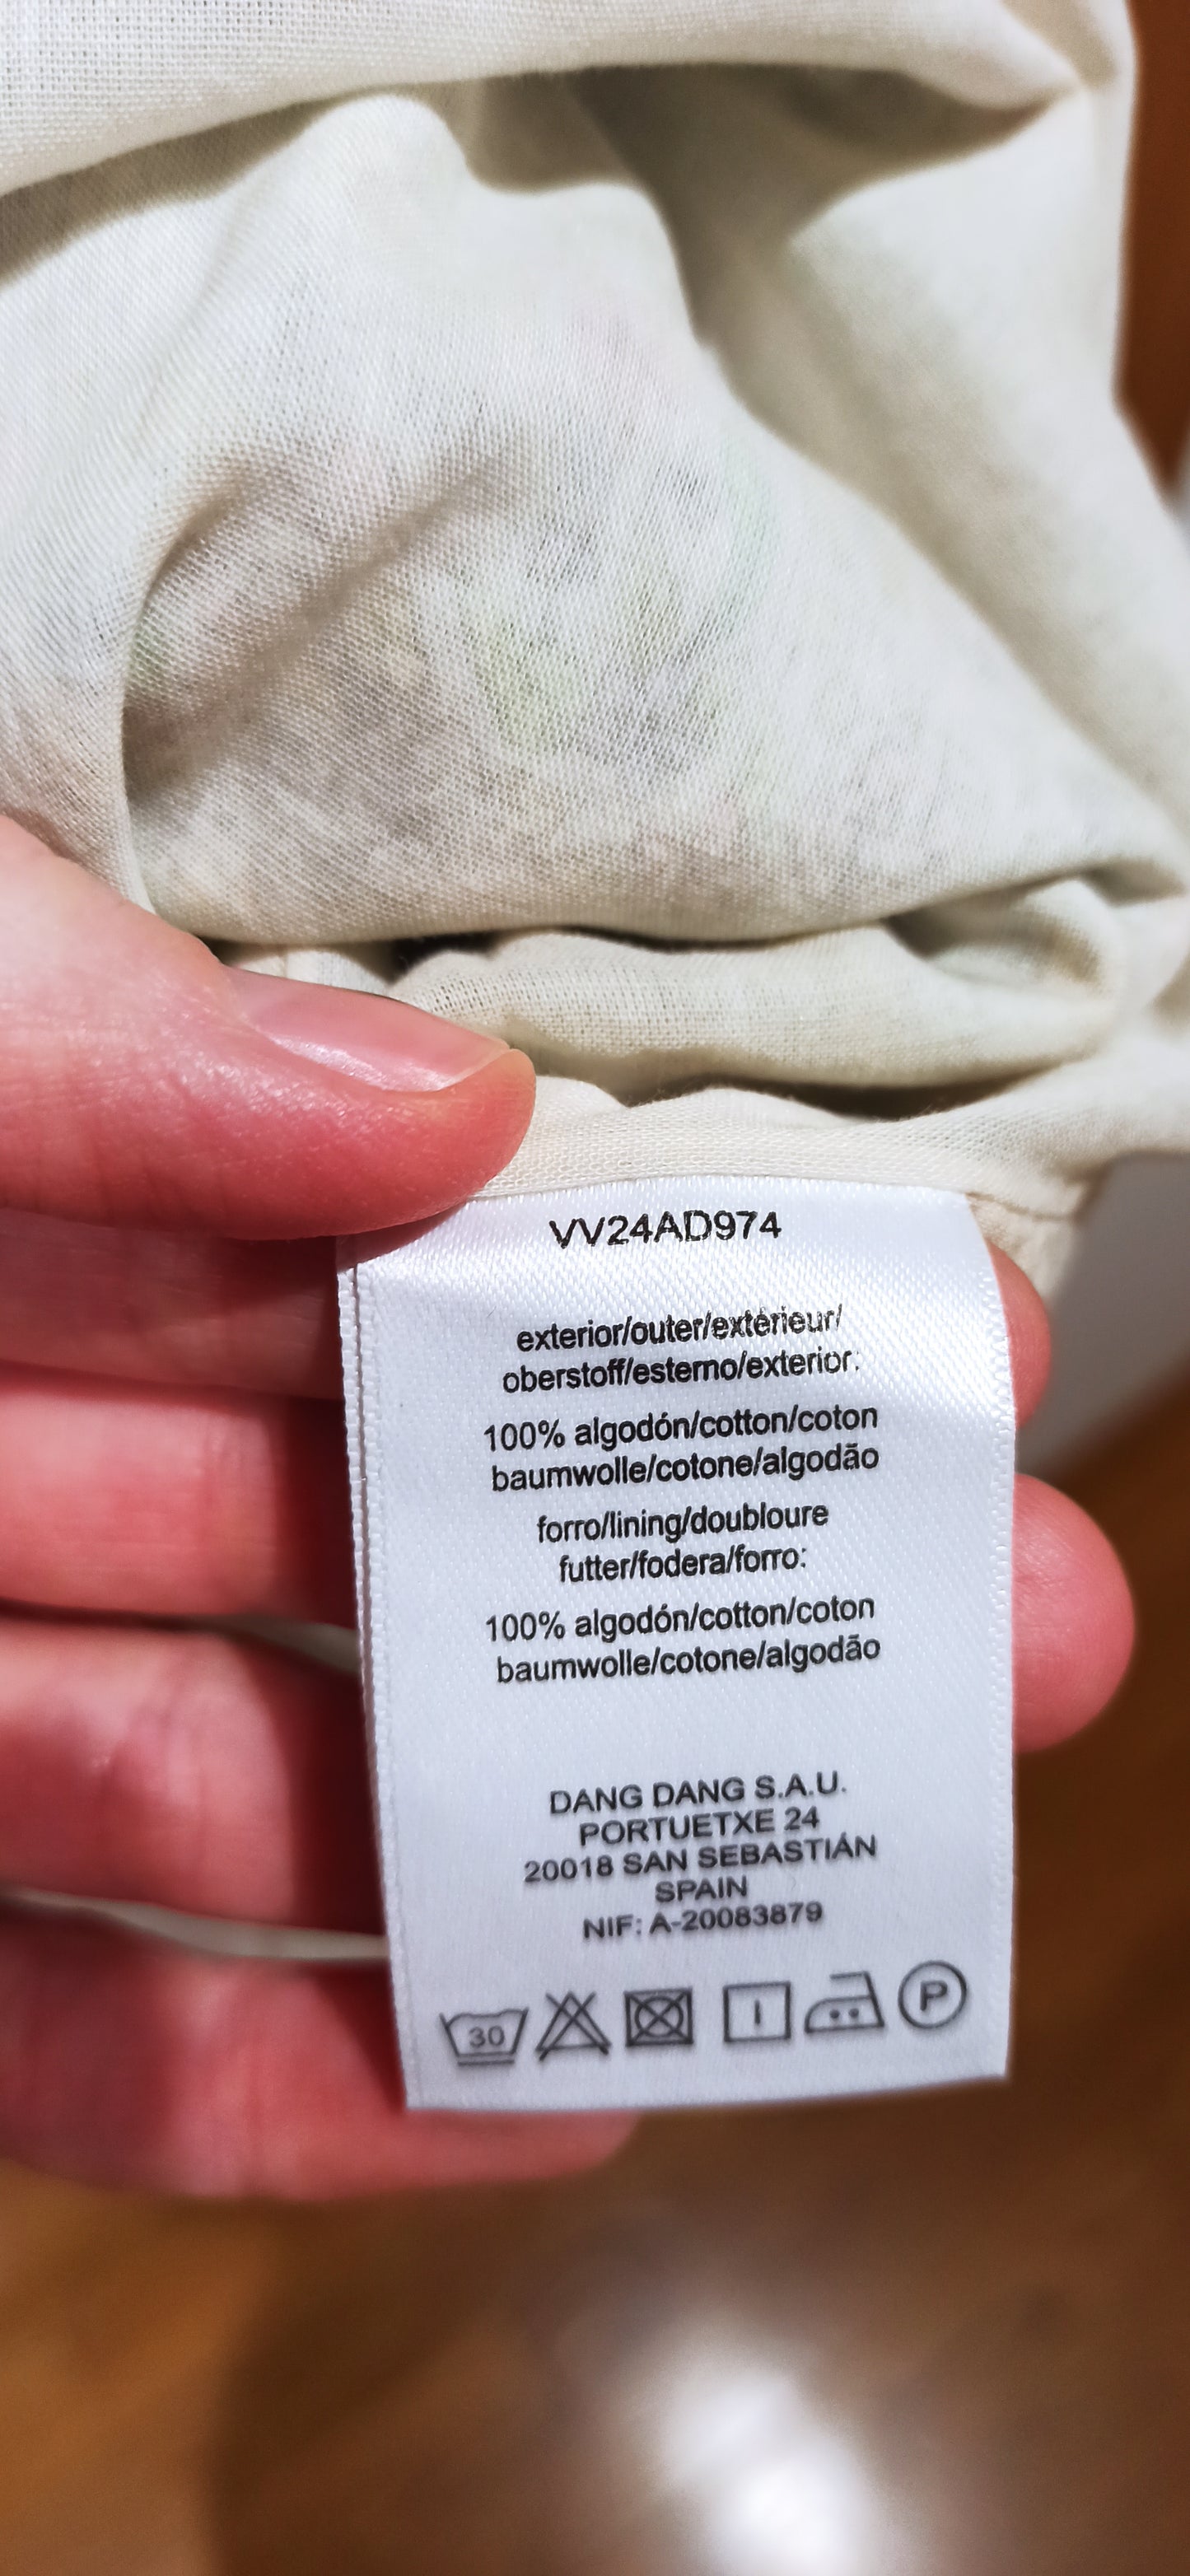 VV24AD974
exterior/outer/extérieur/
oberstoff/esterno/exterior:
100% algodón/cotton/coton
baumwolle/cotone/algodão
forro/lining/doubloure
futter/fodera/forro:
100% algodón/cotton/coton
baumwolle/cotone/algodão
DANG DANG S.A.U.
PORTUETXE 24
20018 SAN SEBASTIÁN
SPAIN
NIF: A-20083879
30 P